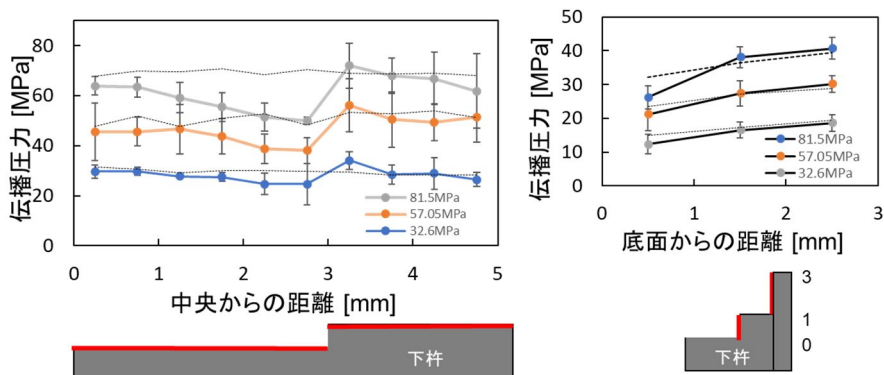 伝播圧力 [MPa]
80
60
40
20
0
81.5MPa
57.05MPa
32.6MPa
0 1 2 3 4 5
中央からの距離 [mm]
下杵
伝播圧力 [MPa]
50
40
30
20
10
0
81.5MPa
57.05MPa
32.6MPa
0 1 2 3
底面からの距離 [mm]
3
1
0
下杵